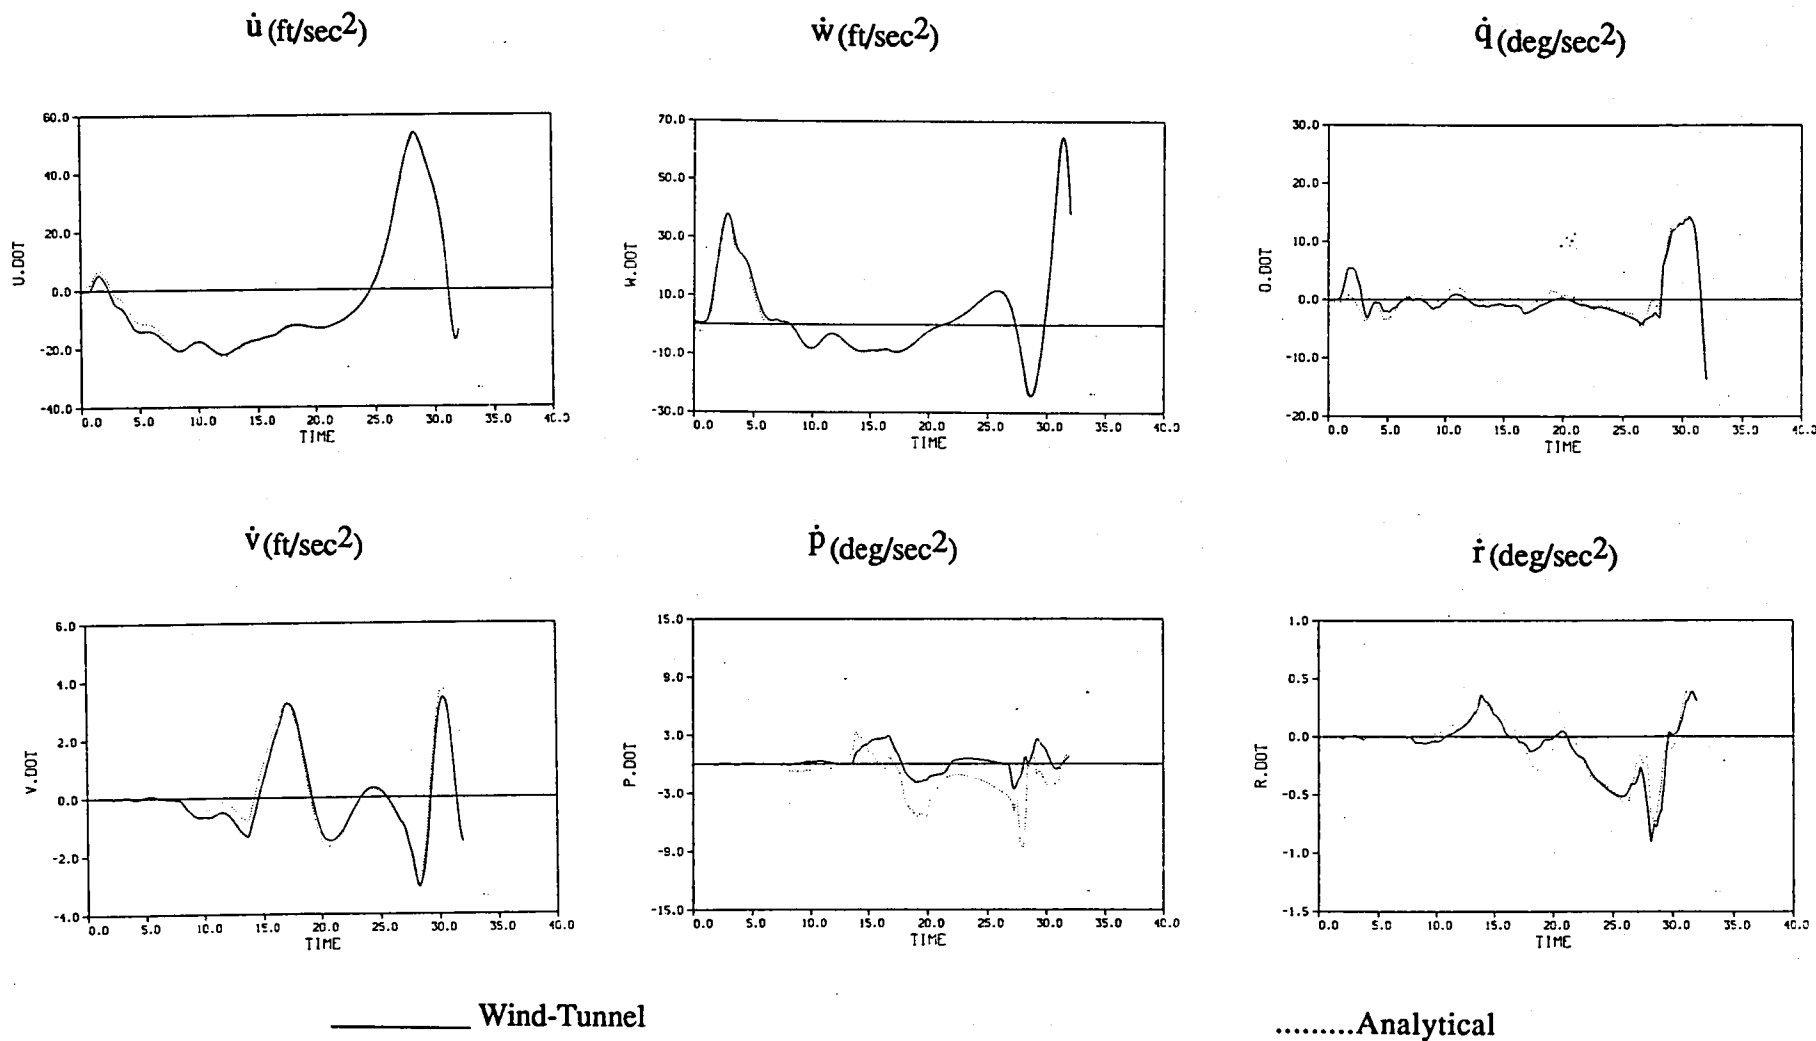 u̇ (ft/sec2)
ẇ (ft/sec2)
q̇ (deg/sec2)
60.0
40.0
20.0
0.0
-20.0
-40.0
U.DOT
0.0 5.0 10.0 15.0 20.0 25.0 30.0 35.0 40.0
TIME
70.0
50.0
30.0
10.0
-10.0
-30.0
W.DOT
0.0 5.0 10.0 15.0 20.0 25.0 30.0 35.0 40.0
TIME
30.0
20.0
10.0
0.0
-10.0
-20.0
Q.DOT
0.0 5.0 10.0 15.0 20.0 25.0 30.0 35.0 40.0
TIME
v̇ (ft/sec2)
ṗ (deg/sec2)
ṙ (deg/sec2)
6.0
4.0
2.0
0.0
-2.0
-4.0
V.DOT
0.0 5.0 10.0 15.0 20.0 25.0 30.0 35.0 40.0
TIME
15.0
9.0
3.0
-3.0
-9.0
-15.0
P.DOT
0.0 5.0 10.0 15.0 20.0 25.0 30.0 35.0 40.0
TIME
1.0
0.5
0.0
-0.5
-1.0
-1.5
R.DOT
0.0 5.0 10.0 15.0 20.0 25.0 30.0 35.0 40.0
TIME
Wind-Tunnel
.........Analytical